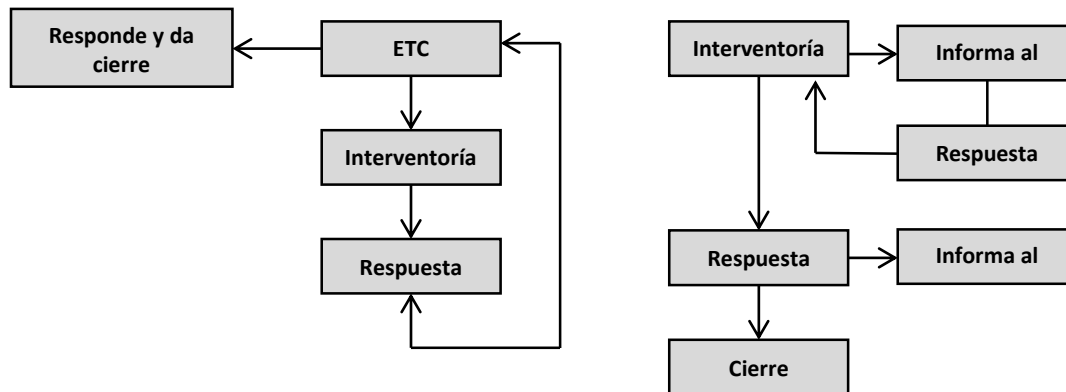 Responde y da
cierre
ETC
Interventoría
Respuesta
Interventoría
Informa al
Respuesta
Respuesta
Informa al
Cierre